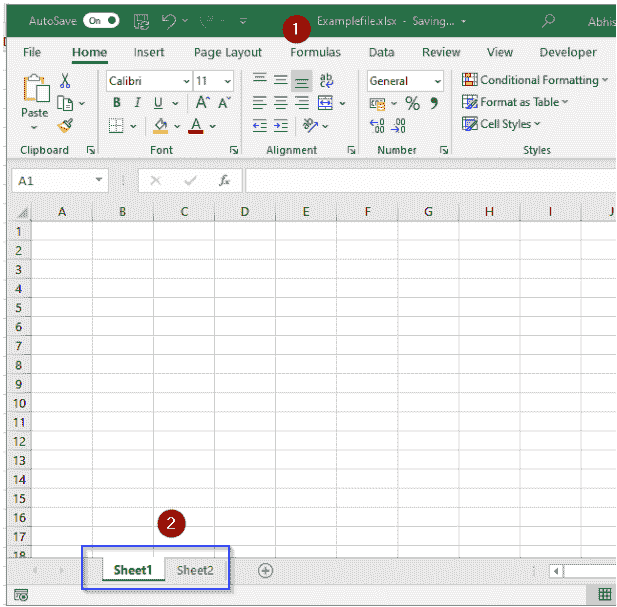 AutoSave On Examplefile.xlsx - Saving... Abhis
1
File Home Insert Page Layout Formulas Data Review View Developer
Calibri 11 General Conditional Formatting
Paste B I U A A % Format as Table
Cell Styles
Clipboard Font Alignment Number Styles
A1 fx
A B C D E F G H I J
1
2
3
4
5
6
7
8
9
10
11
12
13
14
15
16
17
18
2
Sheet1 Sheet2